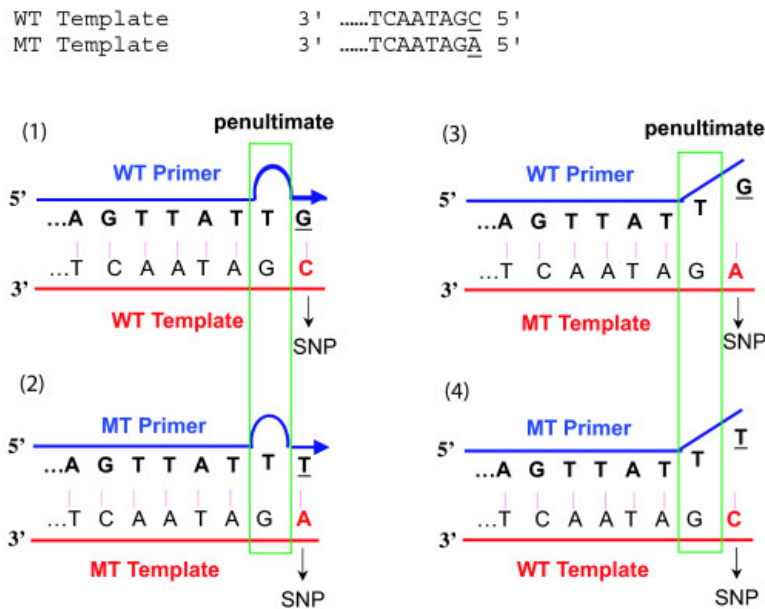 WT Template 3' ......TCAATAGC 5'
MT Template 3' ......TCAATAGA 5'
(1)
penultimate
WT Primer
5’
...A G T T A T T G
...T C A A T A G C
3’
WT Template
SNP
(2)
MT Primer
5’
...A G T T A T T T
...T C A A T A G A
3’
MT Template
SNP
(3)
penultimate
WT Primer
5’
...A G T T A T T G
...T C A A T A G A
3’
MT Template
SNP
(4)
MT Primer
5’
...A G T T A T T T
...T C A A T A G C
3’
WT Template
SNP